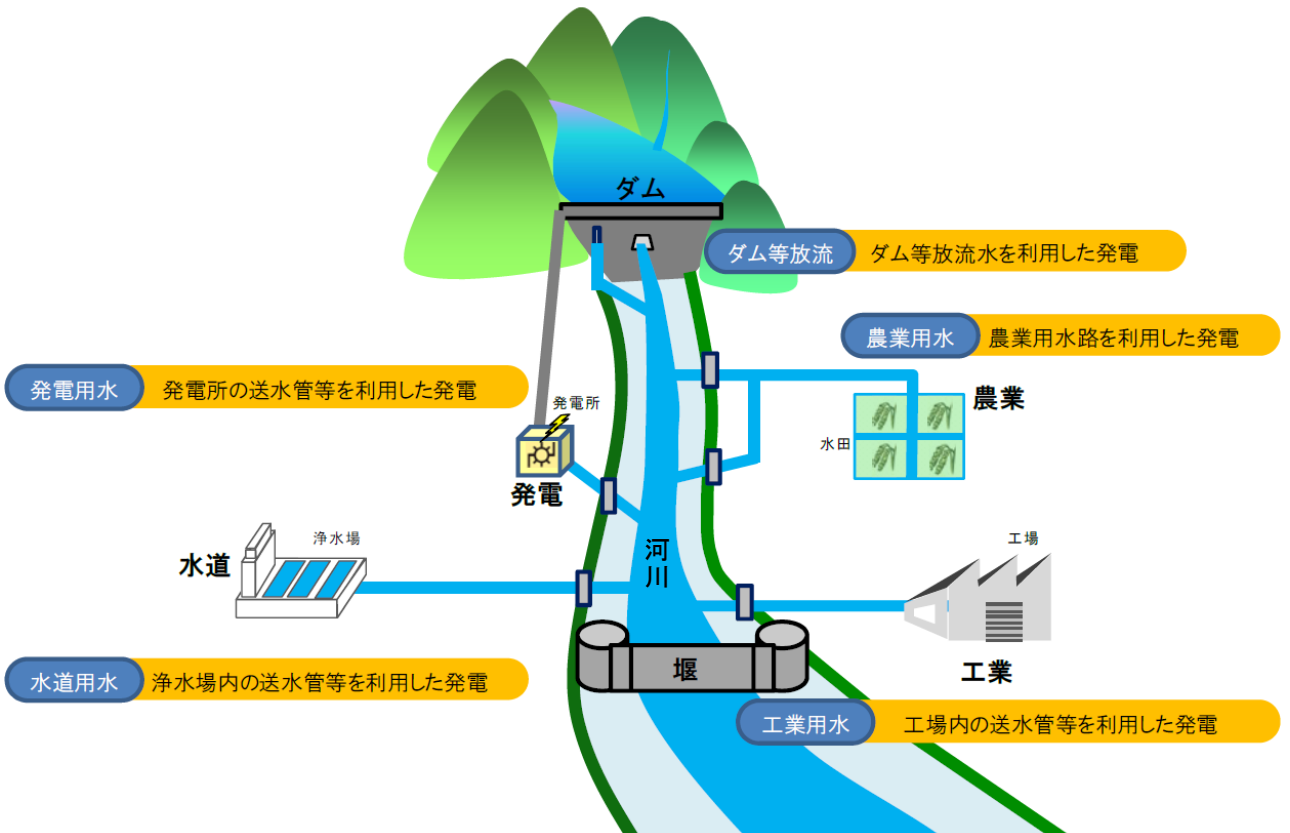 ダム
ダム等放流
ダム等放流水を利用した発電
農業用水
農業用水路を利用した発電
発電用水
発電所の送水管等を利用した発電
発電所
発電
農業
水田
河川
水道
浄水場
工場
工業
堰
水道用水
浄水場内の送水管等を利用した発電
工業用水
工場内の送水管等を利用した発電